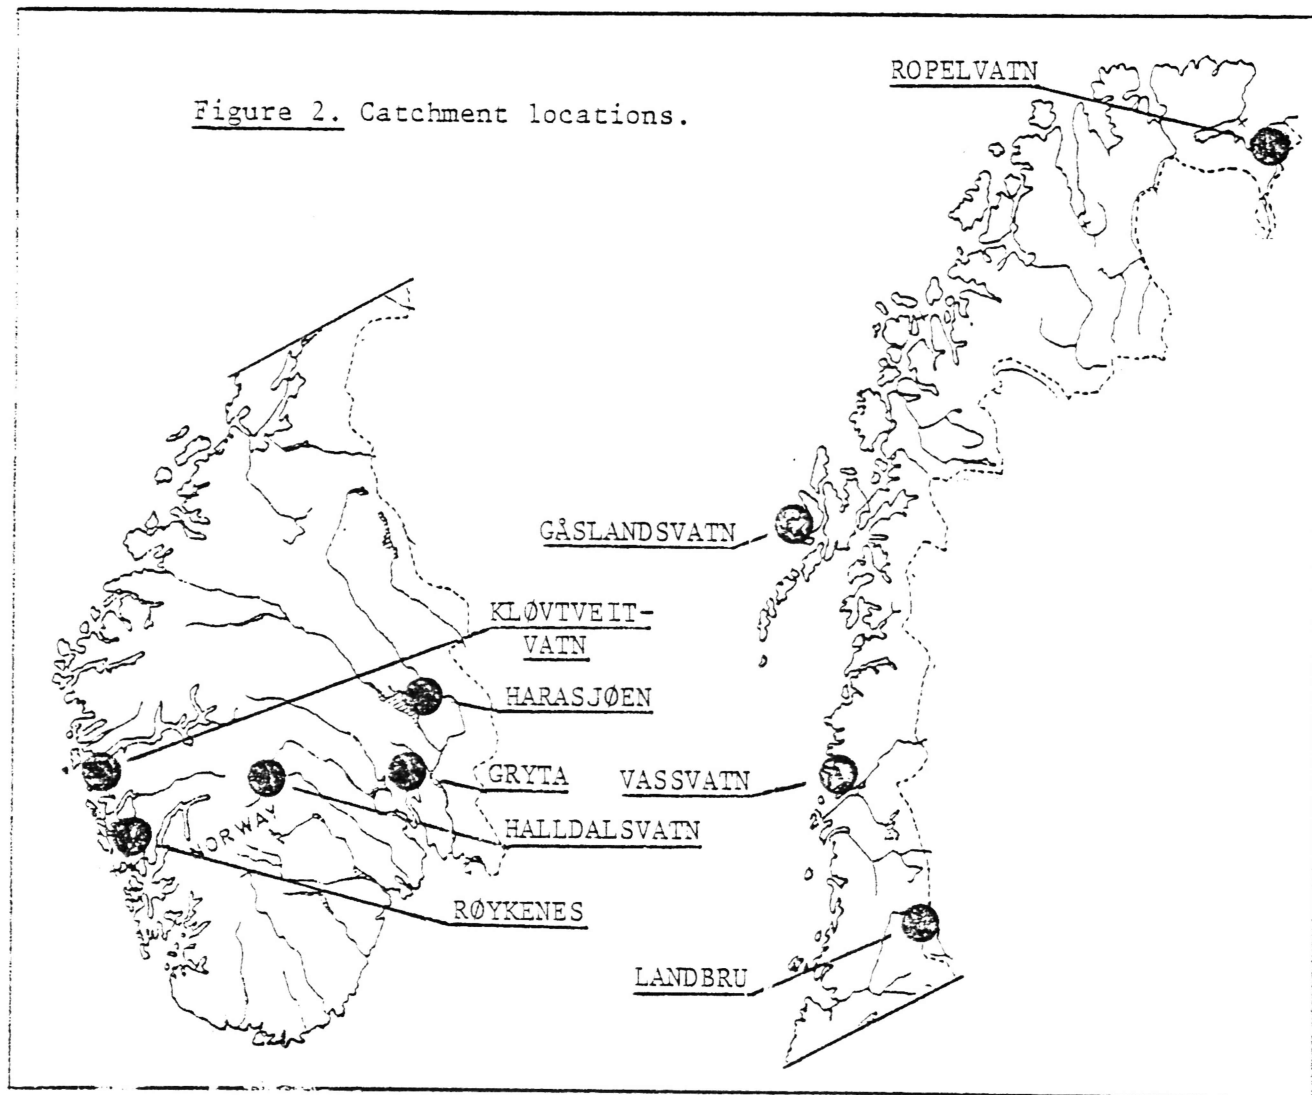 Figure 2. Catchment locations.
ROPELVATN
GÅSLANDSVATN
KLØVTVEIT-
VATN
HARASJØEN
GRYTA
VASSVATN
HALLDALSVATN
NORWAY
RØYKENES
LANDBRU